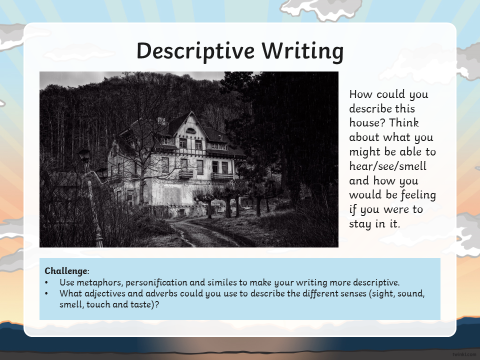 Descriptive Writing
How could you
describe this
house? Think
about what you
might be able to
hear/see/smell
and how you
would be feeling
if you were to
stay in it.
Challenge:
• Use metaphors, personification and similes to make your writing more descriptive.
• What adjectives and adverbs could you use to describe the different senses (sight, sound,
smell, touch and taste)?